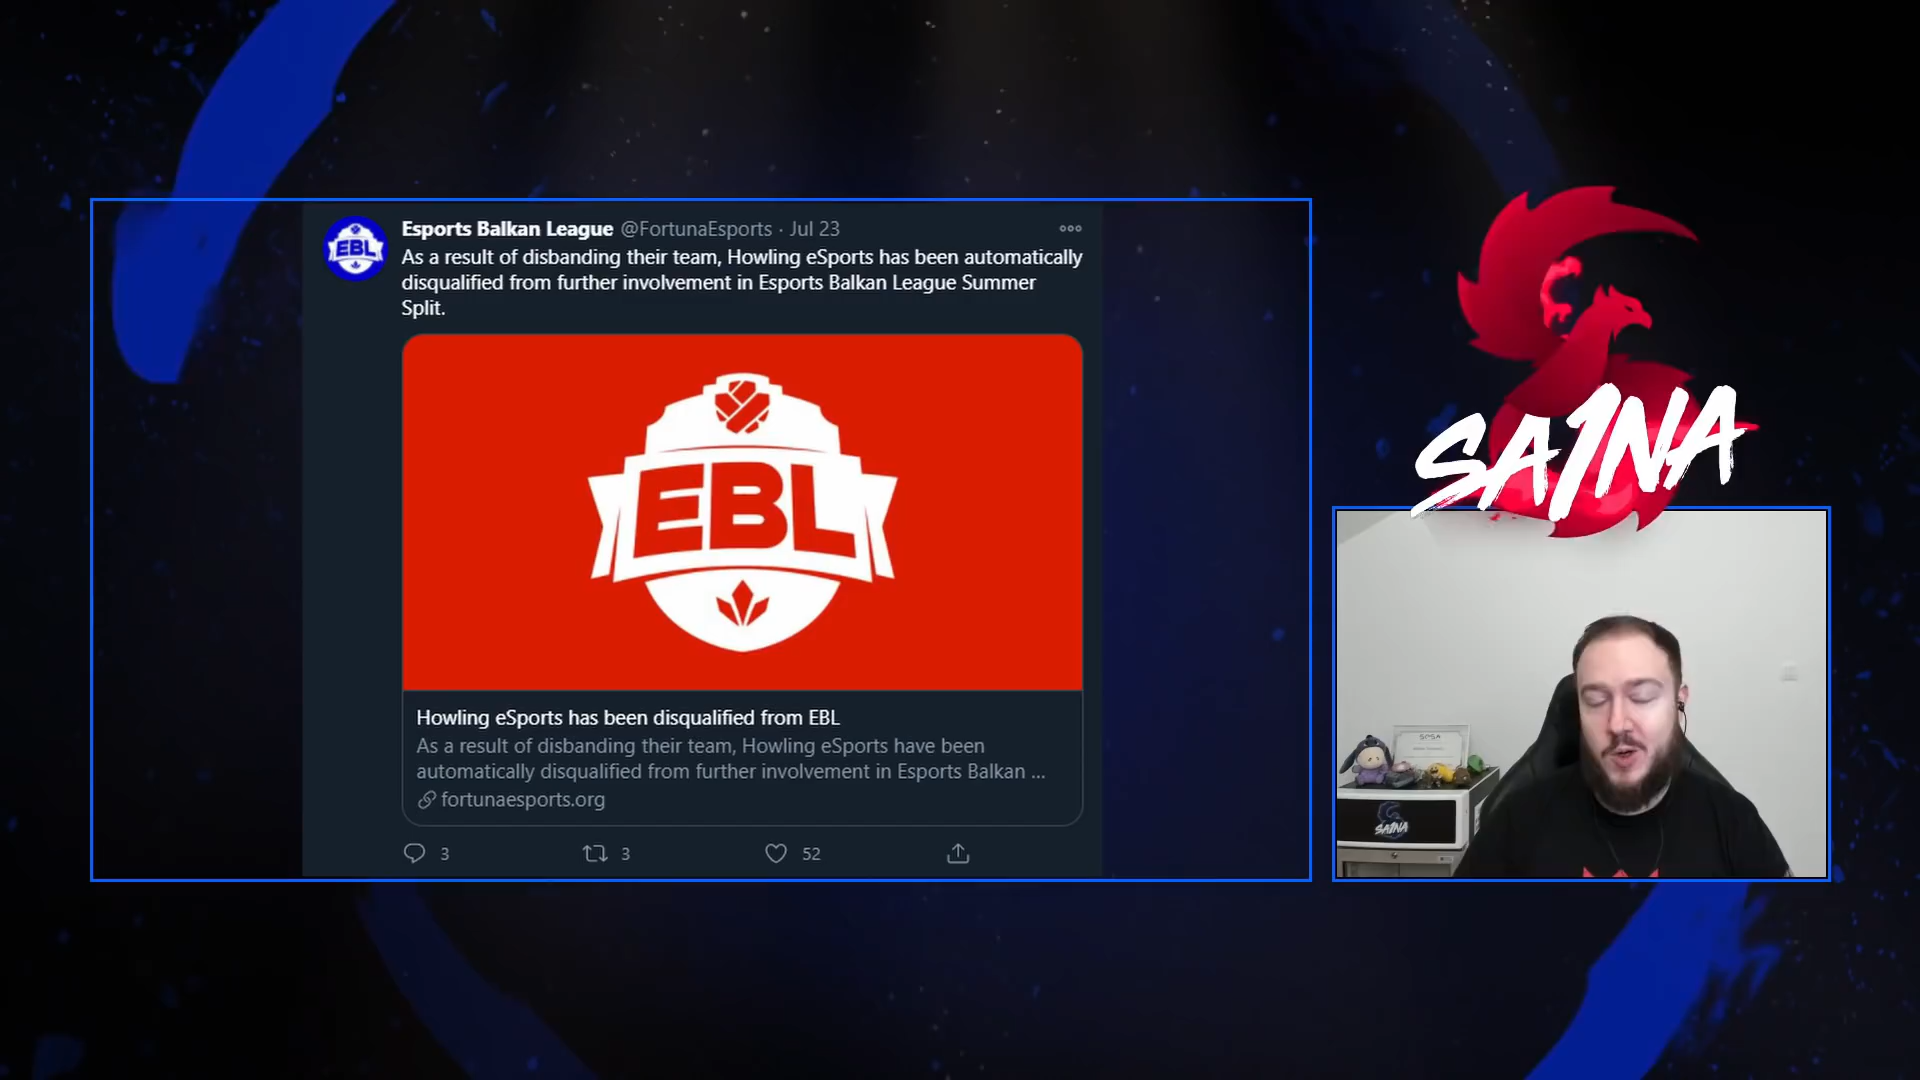 Esports Balkan League @FortunaEsports · Jul 23
As a result of disbanding their team, Howling eSports has been automatically
disqualified from further involvement in Esports Balkan League Summer
Split.
EBL
EBL
Howling eSports has been disqualified from EBL
As a result of disbanding their team, Howling eSports have been
automatically disqualified from further involvement in Esports Balkan ...
fortunaesports.org
3
3
52
SA1NA
SA1NA